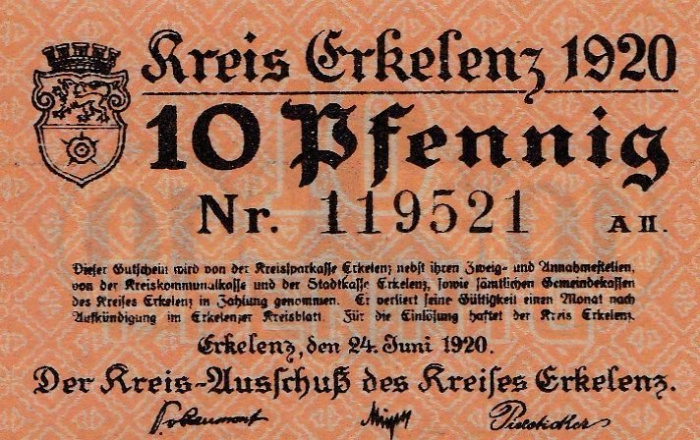 Kreis Erkelenz 1920
10 Pfennig
Nr. 119521 A II.
Dieser Gutschein wird von der Kreissparkasse Erkelenz nebst ihren Zweig- und Annahmestellen,
von der Kreiskommunalkasse und der Stadtkasse Erkelenz, sowie sämtlichen Gemeindekassen
des Kreises Erkelenz in Zahlung genommen. Er verliert seine Gültigkeit einen Monat nach
Aufkündigung im Erkelenzer Kreisblatt. Für die Einlösung haftet der Kreis Erkelenz.
Erkelenz, den 24. Juni 1920.
Der Kreis-Ausschuß des Kreises Erkelenz.